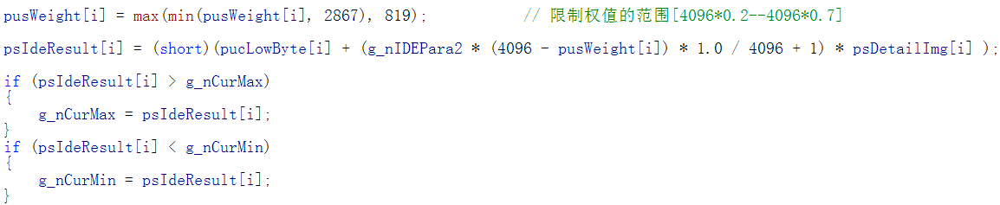 pusWeight[i] = max(min(pusWeight[i], 2867), 819); // 限制权值的范围[4096*0.2--4096*0.7]
psIdeResult[i] = (short)(pucLowByte[i] + (g_nIDEPara2 * (4096 - pusWeight[i]) * 1.0 / 4096 + 1) * psDetailImg[i] );
if (psIdeResult[i] > g_nCurMax)
{
g_nCurMax = psIdeResult[i];
}
if (psIdeResult[i] < g_nCurMin)
{
g_nCurMin = psIdeResult[i];
}